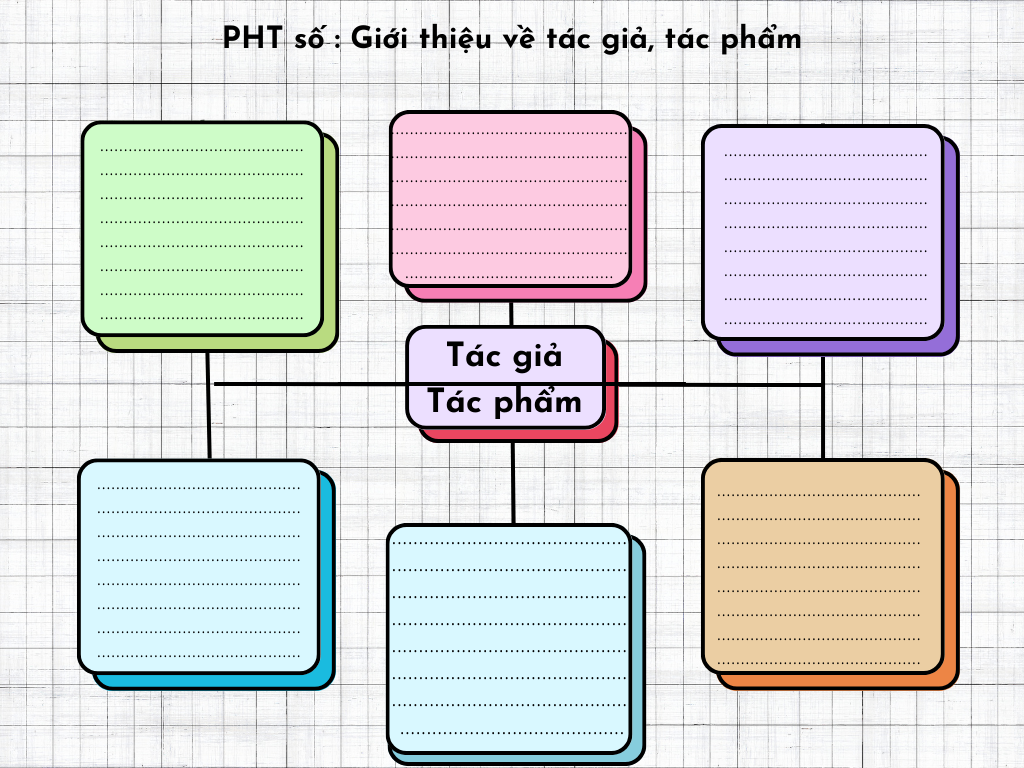 PHT số : Giới thiệu về tác giả, tác phẩm
Tác giả
Tác phẩm